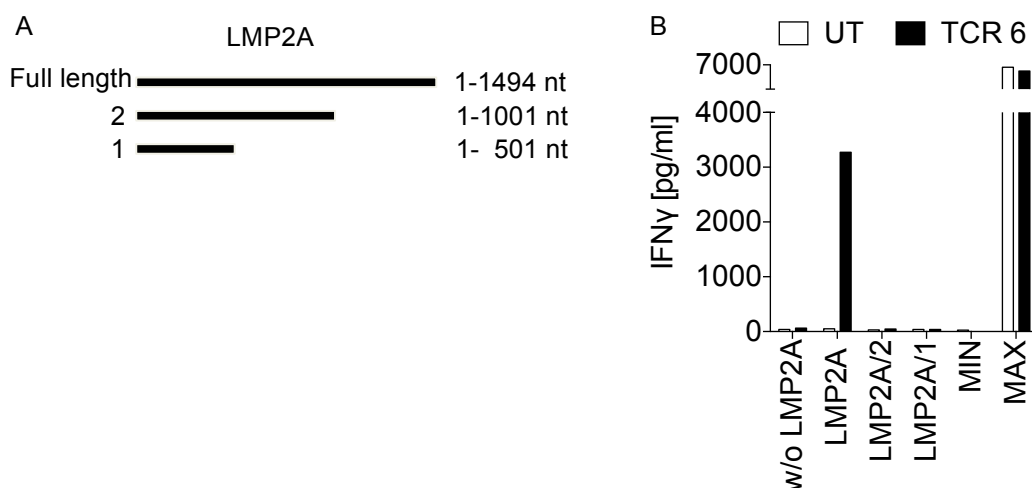 A
LMP2A
Full length 1-1494 nt
2 1-1001 nt
1 1- 501 nt
B
UT TCR 6
IFNγ [pg/ml]
7000
4000
3000
2000
1000
0
w/o LMP2A
LMP2A
LMP2A/2
LMP2A/1
MIN
MAX